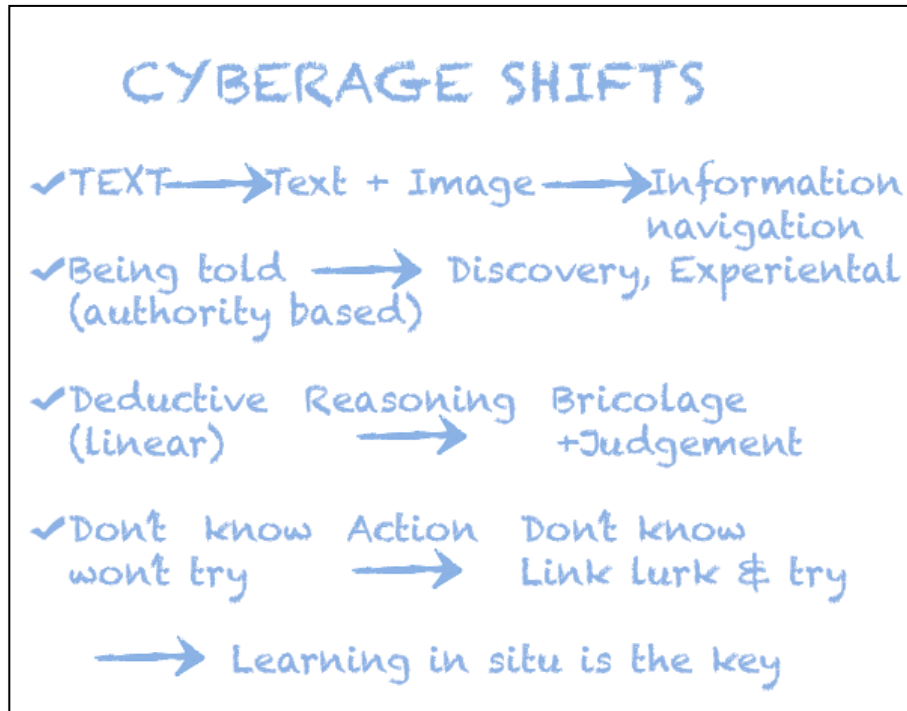 CYBERAGE SHIFTS
✓TEXT→Text + Image→Information
navigation
✓Being told → Discovery, Experiental
(authority based)
✓Deductive Reasoning Bricolage
(linear) → +Judgement
✓Don't know Action Don't know
won't try → Link lurk & try
→ Learning in situ is the key